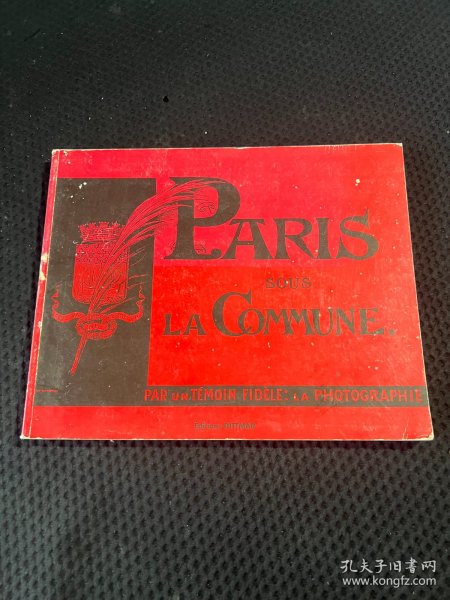 PARIS
SOUS
LA COMMUNE.
PAR UN TÉMOIN FIDÈLE: LA PHOTOGRAPHIE
孔夫子旧书网
www.kongfz.com